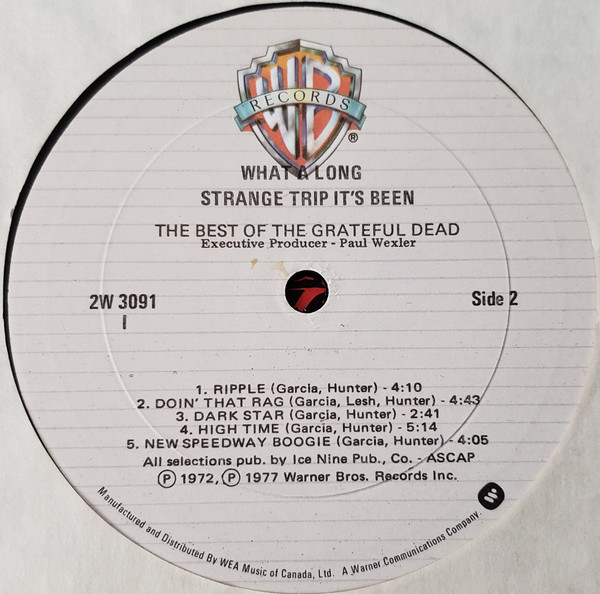 WB
RECORDS
®
WHAT A LONG
STRANGE TRIP IT'S BEEN
THE BEST OF THE GRATEFUL DEAD
Executive Producer - Paul Wexler
2W 3091
I
Side 2
1. RIPPLE (Garcia, Hunter) - 4:10
2. DOIN' THAT RAG (Garcia, Lesh, Hunter) - 4:43
3. DARK STAR (Garcia, Hunter) - 2:41
4. HIGH TIME (Garcia, Hunter) - 5:14
5. NEW SPEEDWAY BOOGIE (Garcia, Hunter) - 4:05
All selections pub. by Ice Nine Pub., Co. - ASCAP
Ⓟ 1972, Ⓟ 1977 Warner Bros. Records Inc.
Manufactured and Distributed By WEA Music of Canada, Ltd. A Warner Communications Company.